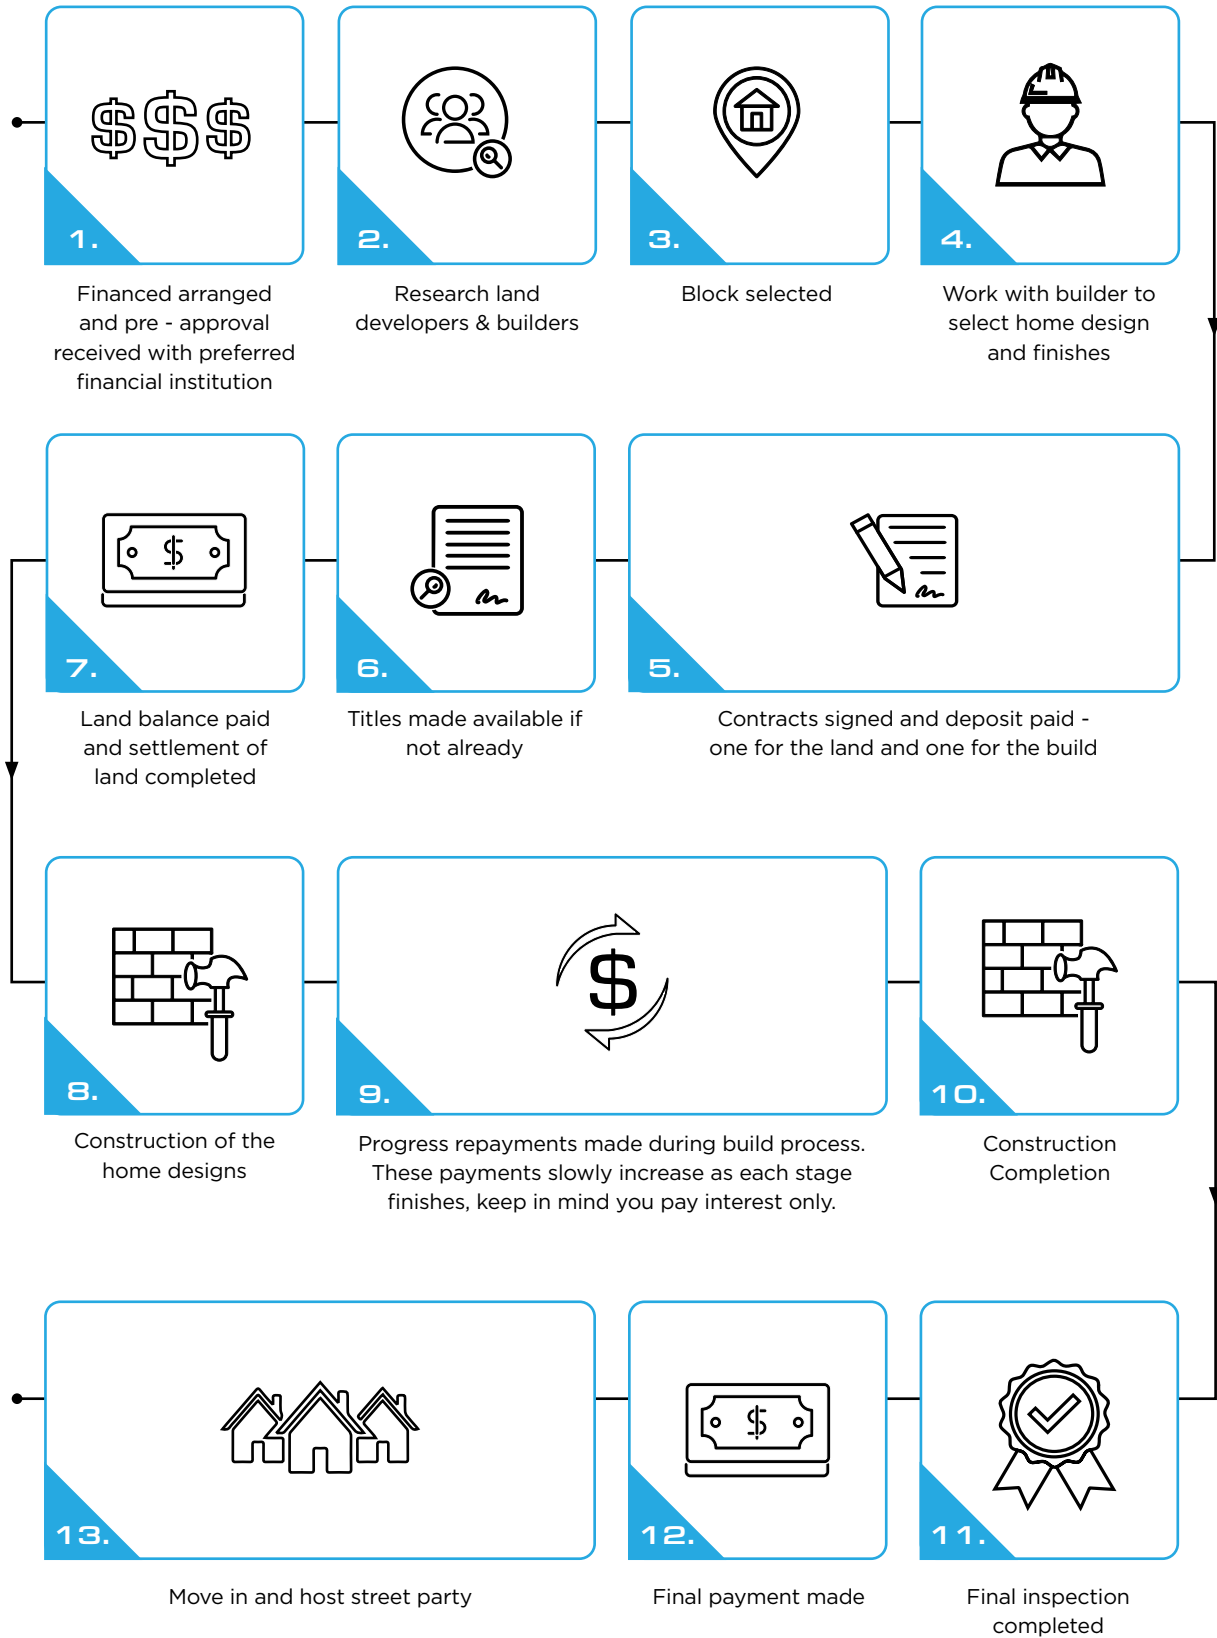 1.
Financed arranged
and pre - approval
received with preferred
financial institution
2.
Research land
developers & builders
3.
Block selected
4.
Work with builder to
select home design
and finishes
5.
Contracts signed and deposit paid -
one for the land and one for the build
6.
Titles made available if
not already
7.
Land balance paid
and settlement of
land completed
8.
Construction of the
home designs
9.
Progress repayments made during build process.
These payments slowly increase as each stage
finishes, keep in mind you pay interest only.
10.
Construction
Completion
11.
Final inspection
completed
12.
Final payment made
13.
Move in and host street party